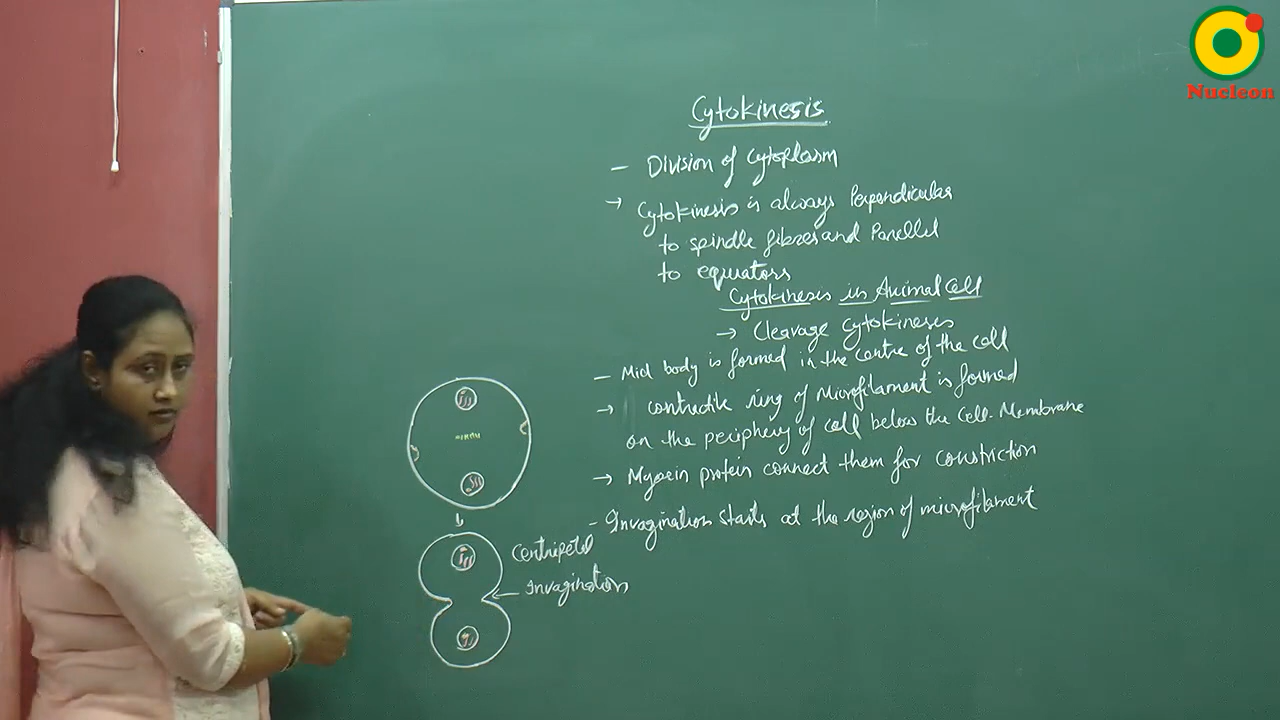 Nucleon
Cytokinesis
– Division of Cytoplasm
→ Cytokinesis is always Perpendicular
to spindle fibres and Parellel
to equators
Cytokinesis in Animal Cell
→ Cleavage Cytokineses
– Mid body is formed in the centre of the cell
→ contractile ring of Microfilament is formed
on the periphery of cell below the Cell-Membrane
→ Myosin protein connect them for constriction
– Invagination starts at the region of microfilament
Centripetal
Invagination